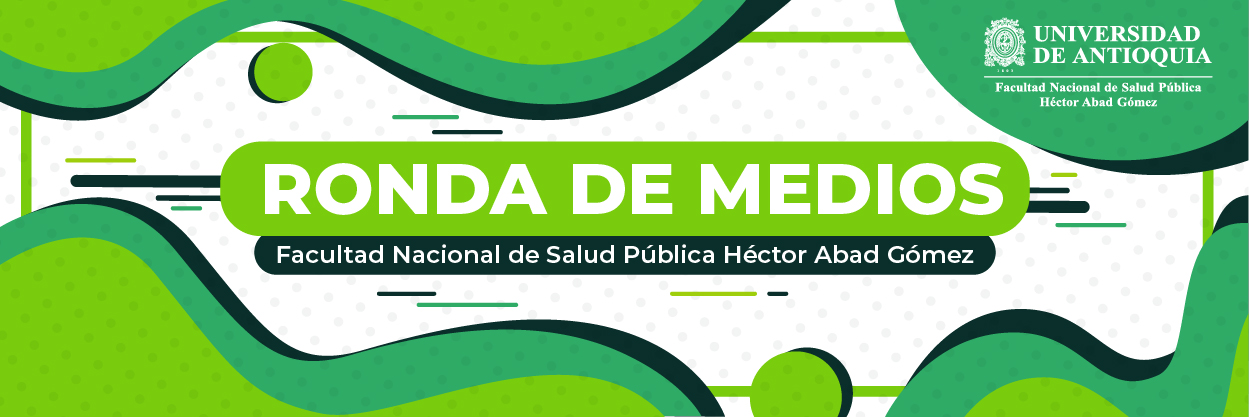 UNIVERSIDAD
DE ANTIOQUIA
1803
Facultad Nacional de Salud Pública
Héctor Abad Gómez
RONDA DE MEDIOS
Facultad Nacional de Salud Pública Héctor Abad Gómez